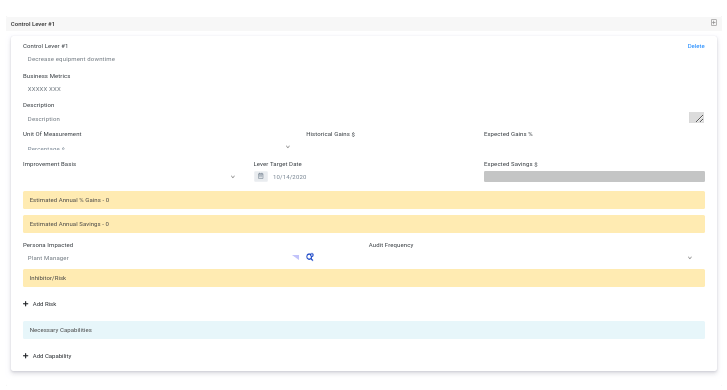 Control Lever #1
Control Lever #1
Delete
Decrease equipment downtime
Business Metrics
XXXXX XXX
Description
Description
Unit Of Measurement
Historical Gains $
Expected Gains %
Percentage $
Improvement Basis
Lever Target Date
Expected Savings $
10/14/2020
Estimated Annual % Gains - 0
Estimated Annual Savings - 0
Persona Impacted
Audit Frequency
Plant Manager
Inhibitor/Risk
+ Add Risk
Necessary Capabilities
+ Add Capability